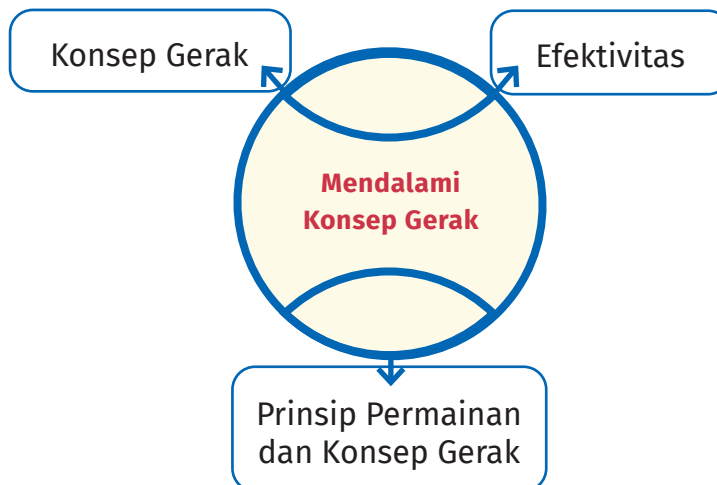 Konsep Gerak
Efektivitas
Mendalami
Konsep Gerak
Prinsip Permainan
dan Konsep Gerak